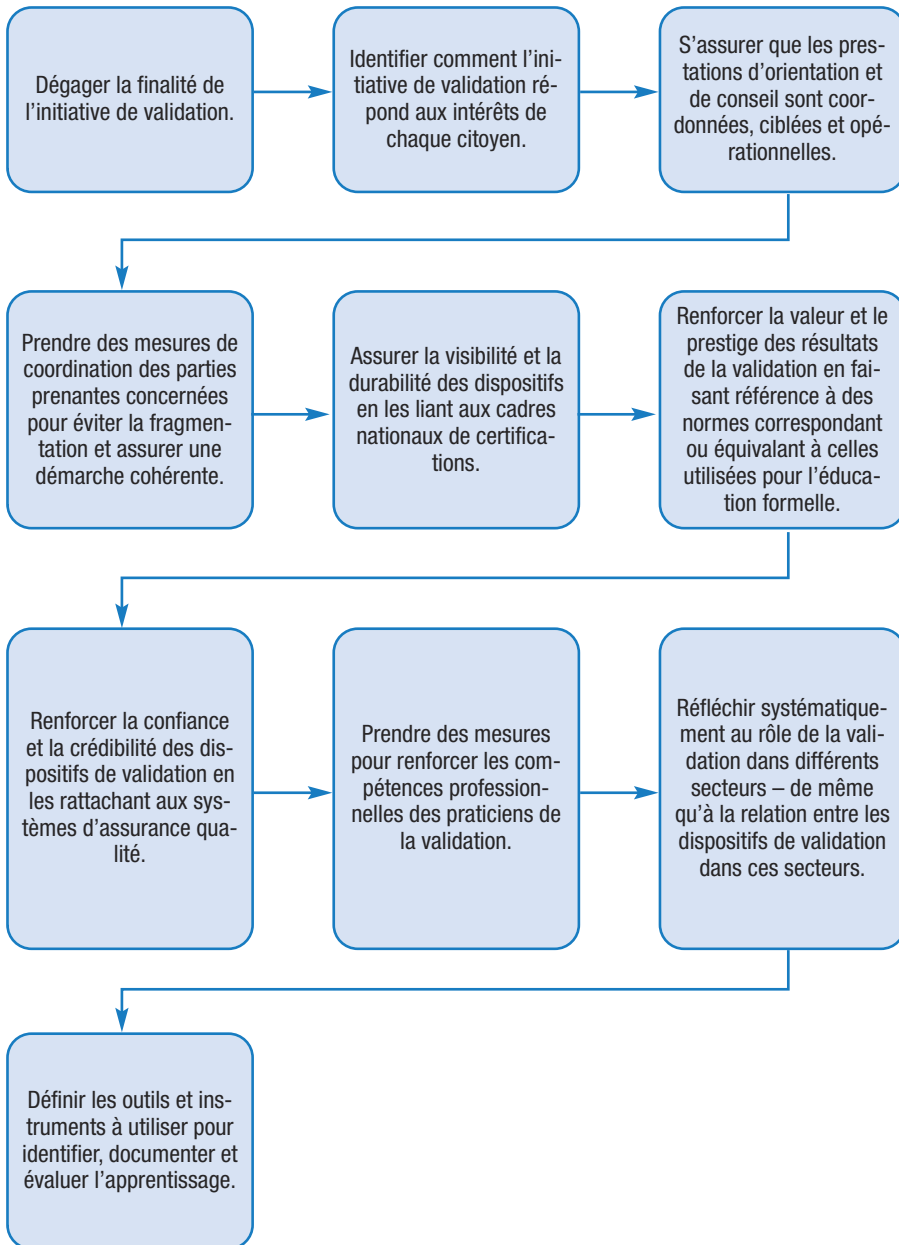 Dégager la finalité de
l’initiative de validation.
Identifier comment l’ini-
tiative de validation ré-
pond aux intérêts de
chaque citoyen.
S’assurer que les pres-
tations d’orientation et
de conseil sont coor-
données, ciblées et opé-
rationnelles.
Prendre des mesures de
coordination des parties
prenantes concernées
pour éviter la fragmen-
tation et assurer une
démarche cohérente.
Assurer la visibilité et la
durabilité des dispositifs
en les liant aux cadres
nationaux de certifica-
tions.
Renforcer la valeur et le
prestige des résultats
de la validation en fai-
sant référence à des
normes correspondant
ou équivalant à celles
utilisées pour l’éduca-
tion formelle.
Renforcer la confiance
et la crédibilité des dis-
positifs de validation en
les rattachant aux sys-
tèmes d’assurance qua-
lité.
Prendre des mesures
pour renforcer les com-
pétences profession-
nelles des praticiens de
la validation.
Réfléchir systématique-
ment au rôle de la vali-
dation dans différents
secteurs – de même
qu’à la relation entre les
dispositifs de validation
dans ces secteurs.
Définir les outils et ins-
truments à utiliser pour
identifier, documenter et
évaluer l’apprentissage.